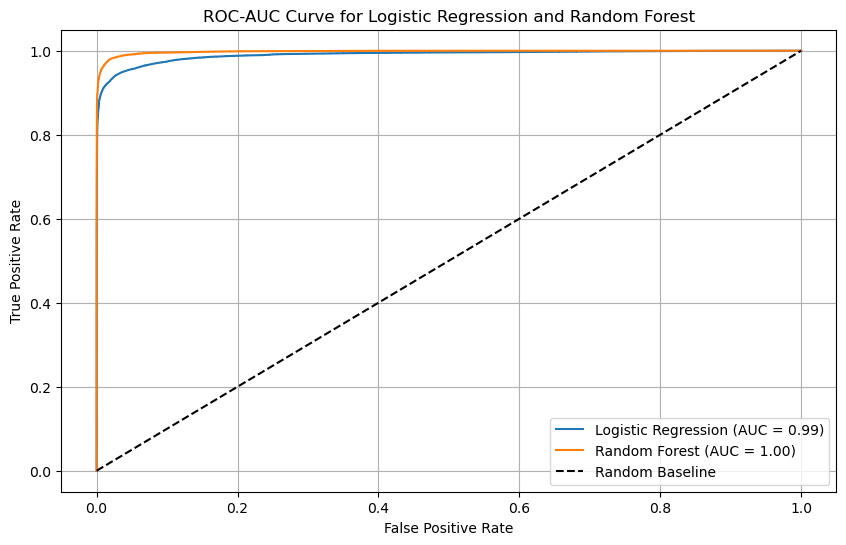 ROC-AUC Curve for Logistic Regression and Random Forest
True Positive Rate
1.0
0.8
0.6
0.4
0.2
0.0
Logistic Regression (AUC = 0.99)
Random Forest (AUC = 1.00)
Random Baseline
0.0 0.2 0.4 0.6 0.8 1.0
False Positive Rate